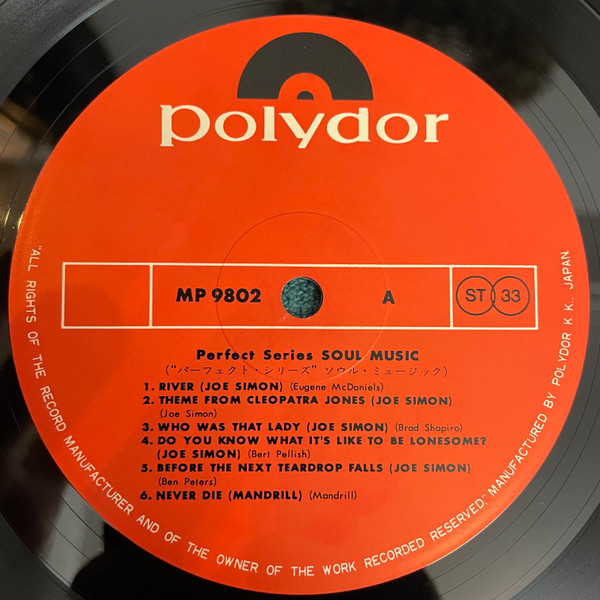 polydor
MP 9802 A ST 33
Perfect Series SOUL MUSIC
("パーフェクト・シリーズ" ソウル・ミュージック)
1. RIVER (JOE SIMON) (Eugene McDaniels)
2. THEME FROM CLEOPATRA JONES (JOE SIMON)
(Joe Simon)
3. WHO WAS THAT LADY (JOE SIMON) (Brad Shapiro)
4. DO YOU KNOW WHAT IT'S LIKE TO BE LONESOME?
(JOE SIMON) (Bert Pellish)
5. BEFORE THE NEXT TEARDROP FALLS (JOE SIMON)
(Ben Peters)
6. NEVER DIE (MANDRILL) (Mandrill)
"ALL RIGHTS OF THE RECORD MANUFACTURER AND OF THE OWNER OF THE WORK RECORDED RESERVED," MANUFACTURED BY POLYDOR K.K., JAPAN